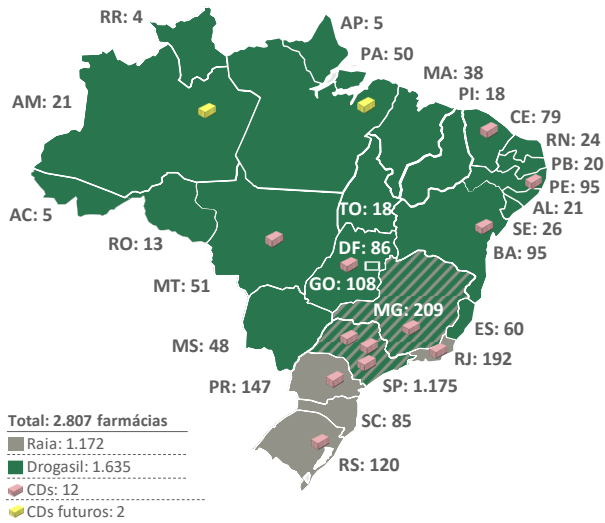 RR: 4
AP: 5
PA: 50
MA: 38
PI: 18
AM: 21
CE: 79
RN: 24
PB: 20
PE: 95
AL: 21
AC: 5
TO: 18
SE: 26
RO: 13
DF: 86
BA: 95
MT: 51
GO: 108
MG: 209
ES: 60
MS: 48
RJ: 192
PR: 147
SP: 1.175
SC: 85
RS: 120
Total: 2.807 farmácias
Raia: 1.172
Drogasil: 1.635
CDs: 12
CDs futuros: 2